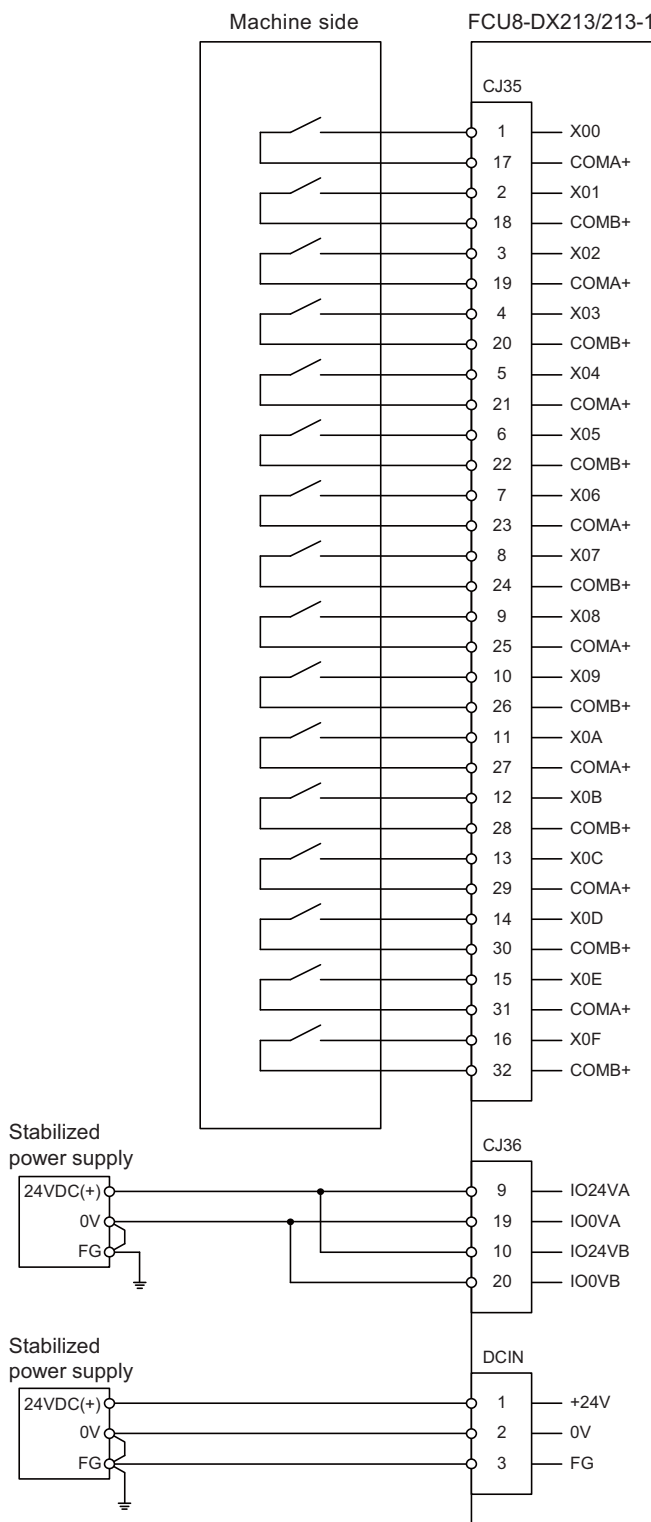 Machine side
FCU8-DX213/213-1
CJ35
1 X00
17 COMA+
2 X01
18 COMB+
3 X02
19 COMA+
4 X03
20 COMB+
5 X04
21 COMA+
6 X05
22 COMB+
7 X06
23 COMA+
8 X07
24 COMB+
9 X08
25 COMA+
10 X09
26 COMB+
11 X0A
27 COMA+
12 X0B
28 COMB+
13 X0C
29 COMA+
14 X0D
30 COMB+
15 X0E
31 COMA+
16 X0F
32 COMB+
Stabilized
power supply
CJ36
24VDC(+) 9 IO24VA
0V 19 IO0VA
FG 10 IO24VB
20 IO0VB
Stabilized
power supply
DCIN
24VDC(+) 1 +24V
0V 2 0V
FG 3 FG